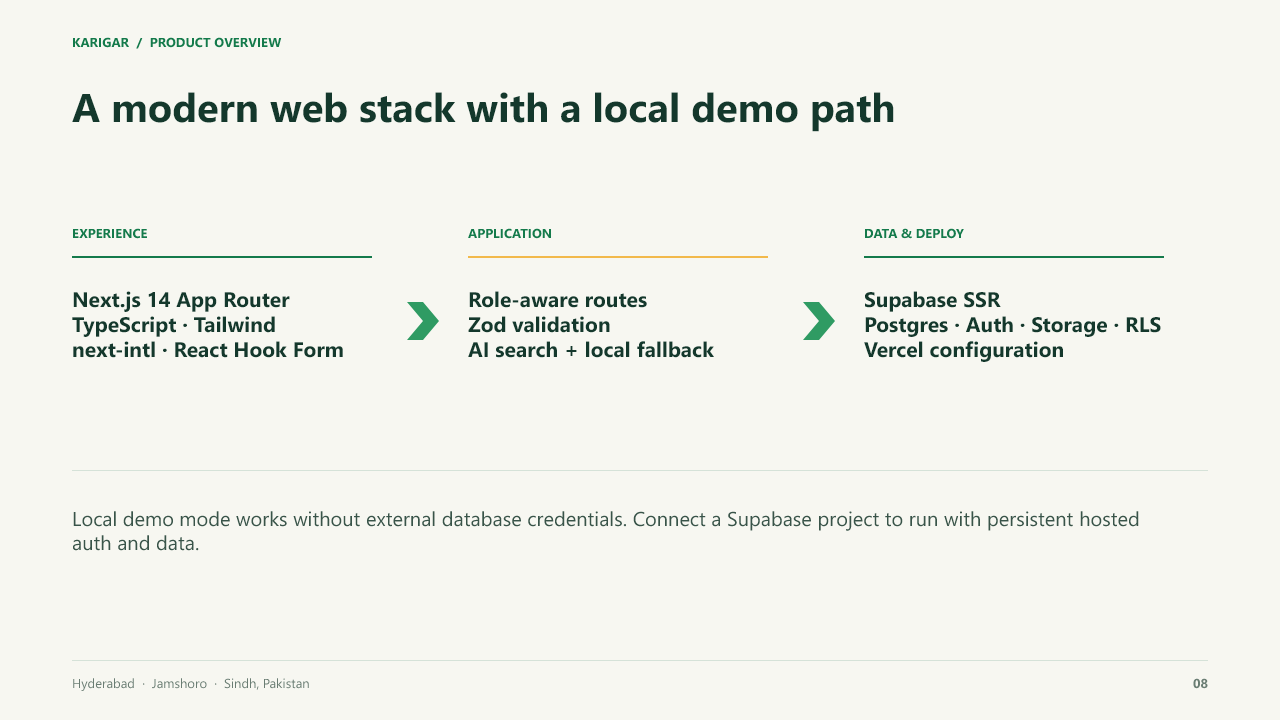 KARIGAR / PRODUCT OVERVIEW
A modern web stack with a local demo path
EXPERIENCE
Next.js 14 App Router
TypeScript · Tailwind
next-intl · React Hook Form
APPLICATION
Role-aware routes
Zod validation
AI search + local fallback
DATA & DEPLOY
Supabase SSR
Postgres · Auth · Storage · RLS
Vercel configuration
Local demo mode works without external database credentials. Connect a Supabase project to run with persistent hosted
auth and data.
Hyderabad · Jamshoro · Sindh, Pakistan
08